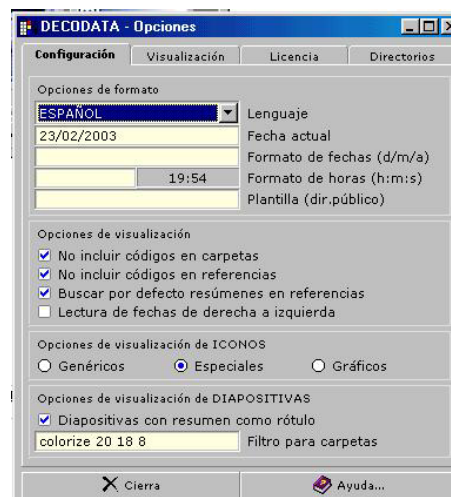 DECODATA - Opciones
Configuración Visualización Licencia Directorios
Opciones de formato
ESPAÑOL Lenguaje
23/02/2003 Fecha actual
Formato de fechas (d/m/a)
19:54 Formato de horas (h:m:s)
Plantilla (dir.público)
Opciones de visualización
No incluir códigos en carpetas
No incluir códigos en referencias
Buscar por defecto resúmenes en referencias
Lectura de fechas de derecha a izquierda
Opciones de visualización de ICONOS
Genéricos Especiales Gráficos
Opciones de visualización de DIAPOSITIVAS
Diapositivas con resumen como rótulo
colorize 20 18 8 Filtro para carpetas
Cierra Ayuda...